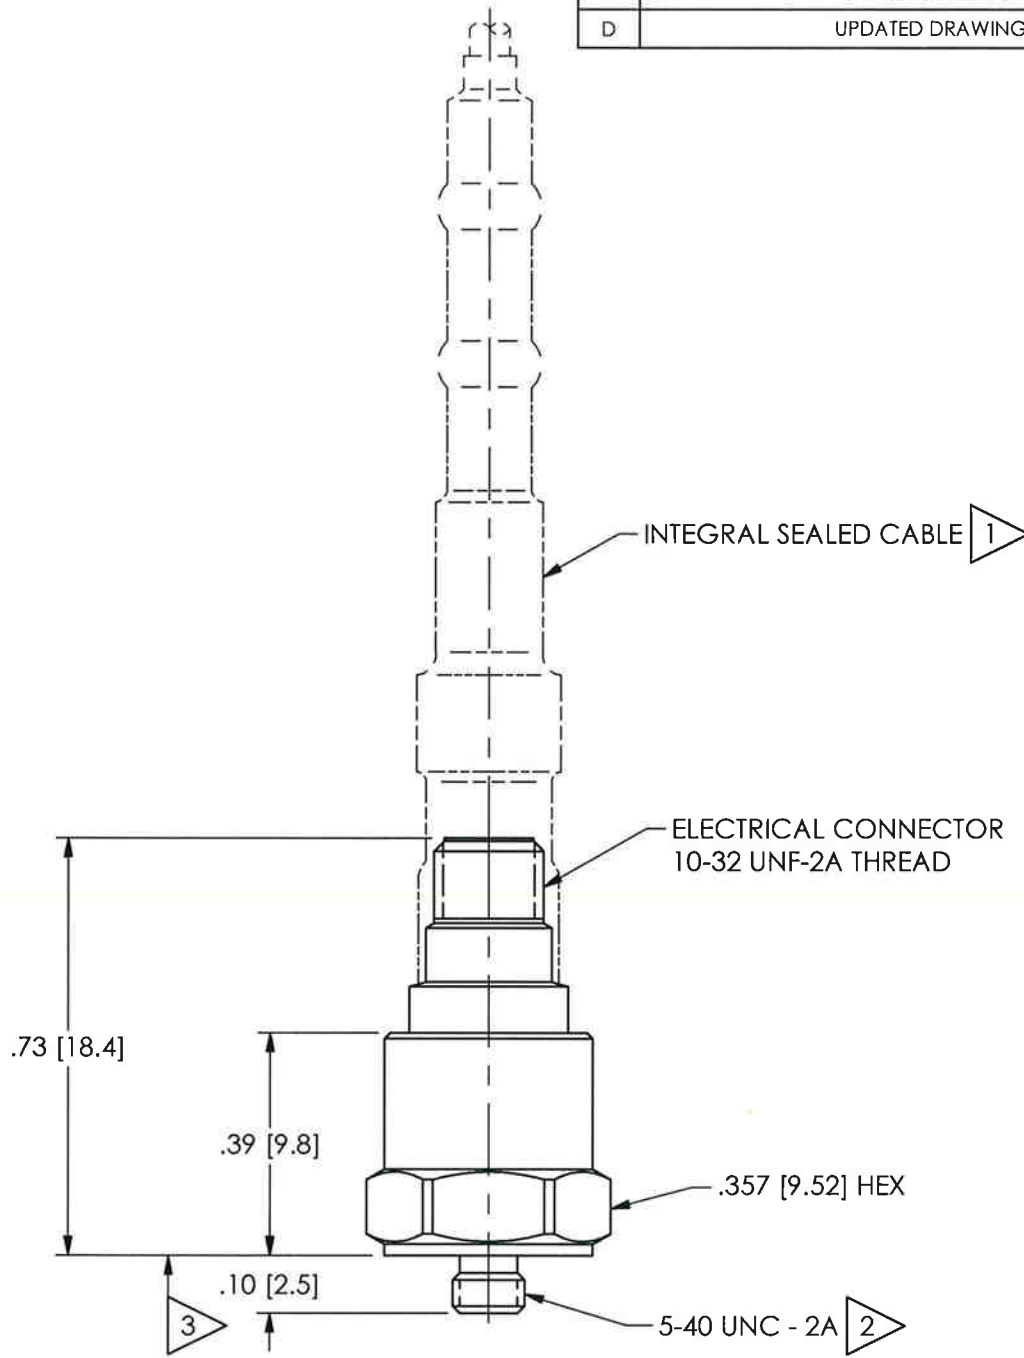 D UPDATED DRAWING
INTEGRAL SEALED CABLE 1
ELECTRICAL CONNECTOR
10-32 UNF-2A THREAD
.73 [18.4]
.39 [9.8]
.357 [9.52] HEX
.10 [2.5]
3
5-40 UNC - 2A 2